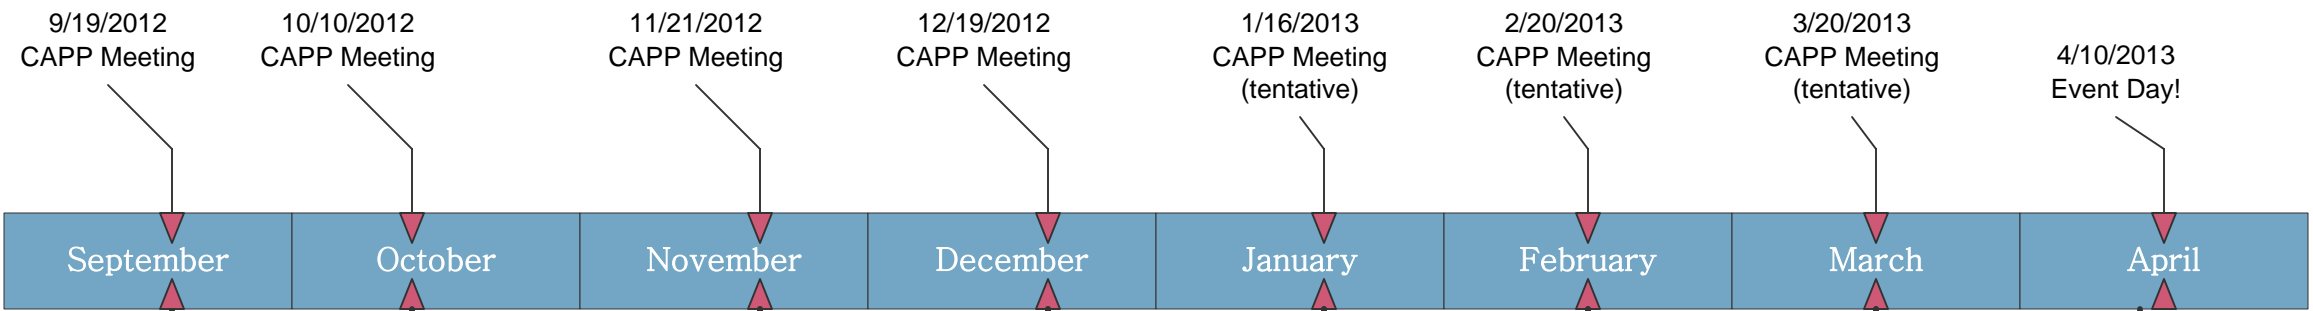 9/19/2012
CAPP Meeting
10/10/2012
CAPP Meeting
11/21/2012
CAPP Meeting
12/19/2012
CAPP Meeting
1/16/2013
CAPP Meeting
(tentative)
2/20/2013
CAPP Meeting
(tentative)
3/20/2013
CAPP Meeting
(tentative)
4/10/2013
Event Day!
September
October
November
December
January
February
March
April